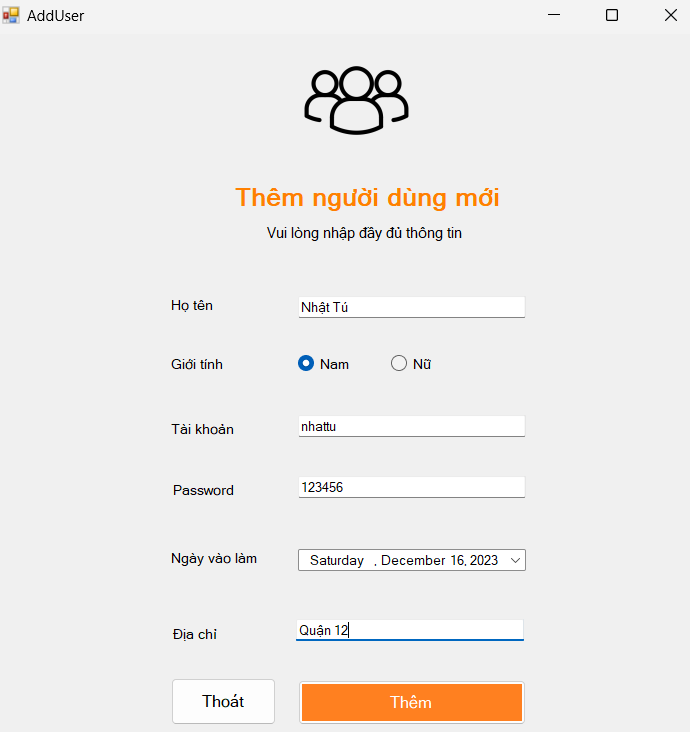 AddUser
Thêm người dùng mới
Vui lòng nhập đầy đủ thông tin
Họ tên Nhật Tú
Giới tính Nam Nữ
Tài khoản nhattu
Password 123456
Ngày vào làm Saturday , December 16, 2023
Địa chỉ Quận 12
Thoát Thêm